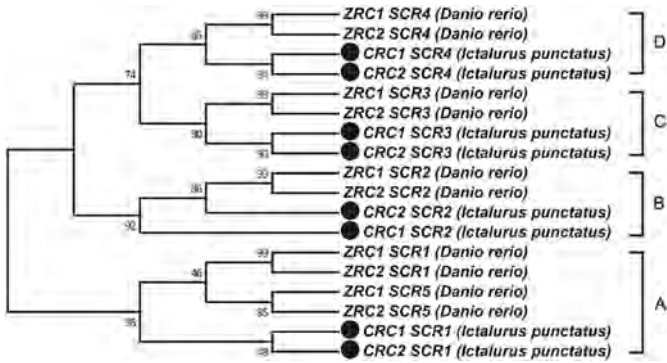 ZRC1 SCR4 (Danio rerio)
ZRC2 SCR4 (Danio rerio)
CRC1 SCR4 (Ictalurus punctatus)
CRC2 SCR4 (Ictalurus punctatus)
D
ZRC1 SCR3 (Danio rerio)
ZRC2 SCR3 (Danio rerio)
CRC1 SCR3 (Ictalurus punctatus)
CRC2 SCR3 (Ictalurus punctatus)
C
ZRC1 SCR2 (Danio rerio)
ZRC2 SCR2 (Danio rerio)
CRC2 SCR2 (Ictalurus punctatus)
CRC1 SCR2 (Ictalurus punctatus)
B
ZRC1 SCR1 (Danio rerio)
ZRC2 SCR1 (Danio rerio)
ZRC1 SCR5 (Danio rerio)
ZRC2 SCR5 (Danio rerio)
CRC1 SCR1 (Ictalurus punctatus)
CRC2 SCR1 (Ictalurus punctatus)
A
74
90
86
92
46